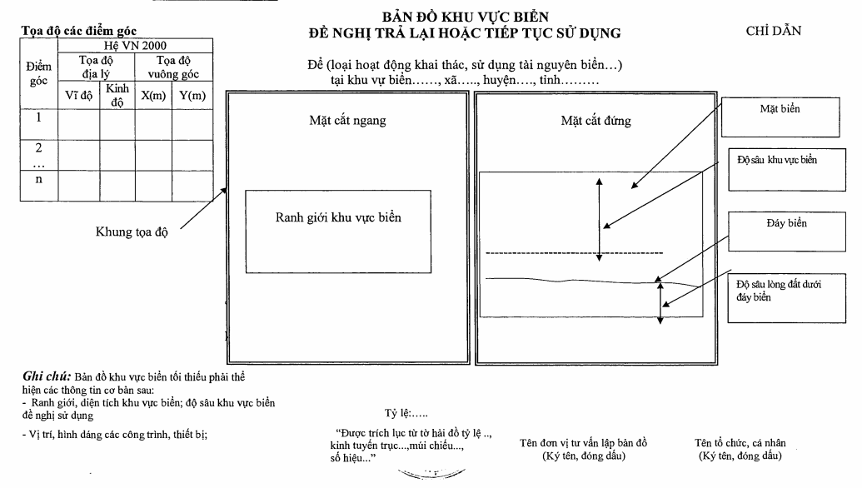 BẢN ĐỒ KHU VỰC BIỂN
ĐỀ NGHỊ TRẢ LẠI HOẶC TIẾP TỤC SỬ DỤNG
CHỈ DẪN
Để (loại hoạt động khai thác, sử dụng tài nguyên biển…)
tại khu vự biển……, xã….., huyện…., tỉnh………
Tọa độ các điểm góc
Hệ VN 2000
Điểm góc
Tọa độ địa lý
Tọa độ vuông góc
Vĩ độ
Kinh độ
X(m)
Y(m)
1
2
…
n
Khung tọa độ
Mặt cắt ngang
Ranh giới khu vực biển
Mặt cắt đứng
Mặt biển
Độ sâu khu vực biển
Đáy biển
Độ sâu lòng đất dưới
đáy biển
Ghi chú: Bản đồ khu vực biển tối thiểu phải thể
hiện các thông tin cơ bản sau:
- Ranh giới, diện tích khu vực biển; độ sâu khu vực biển
đề nghị sử dụng
- Vị trí, hình dáng các công trình, thiết bị;
Tỷ lệ:…..
“Được trích lục từ tờ hải đồ tỷ lệ ..,
kinh tuyến trục...,múi chiếu...,
số hiệu...”
Tên đơn vị tư vấn lập bản đồ
(Ký tên, đóng dấu)
Tên tổ chức, cá nhân
(Ký tên, đóng dấu)